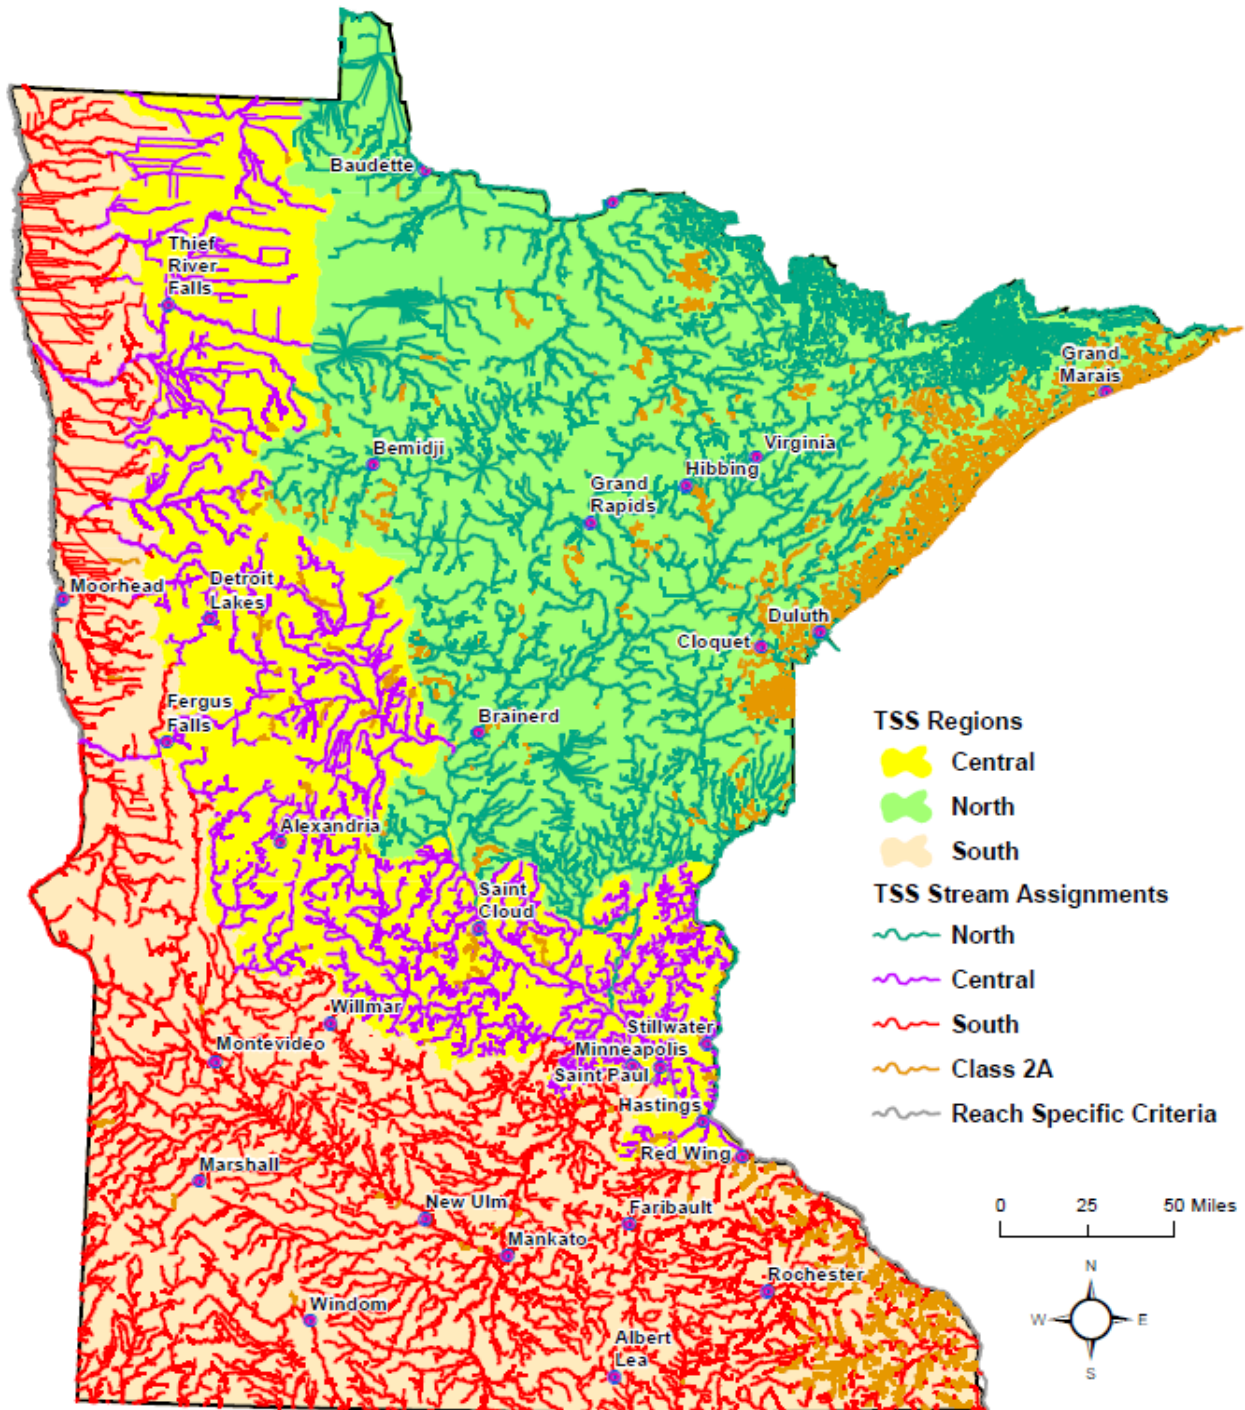 Baudette
Thief
River
Falls
Grand
Marais
Bemidji
Virginia
Hibbing
Grand
Rapids
Moorhead
Detroit
Lakes
Duluth
Cloquet
Fergus
Falls
Brainerd
Alexandria
Saint
Cloud
Willmar
Montevideo
Stillwater
Minneapolis
Saint Paul
Hastings
Red Wing
Marshall
New Ulm
Faribault
Mankato
Rochester
Windom
Albert
Lea
TSS Regions
Central
North
South
TSS Stream Assignments
North
Central
South
Class 2A
Reach Specific Criteria
0 25 50 Miles
N
W E
S